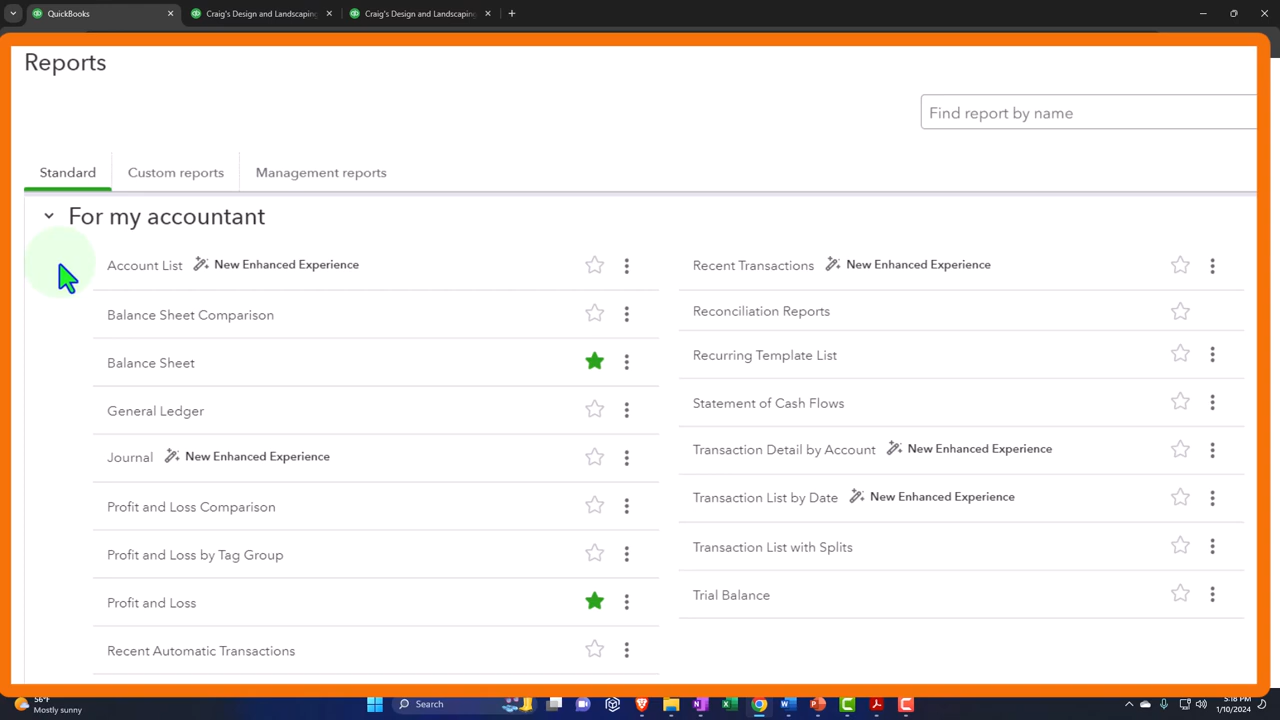 QuickBooks
Craig's Design and Landscaping
Craig's Design and Landscaping
Reports
Find report by name
Standard
Custom reports
Management reports
For my accountant
Account List New Enhanced Experience
Balance Sheet Comparison
Balance Sheet
General Ledger
Journal New Enhanced Experience
Profit and Loss Comparison
Profit and Loss by Tag Group
Profit and Loss
Recent Automatic Transactions
Recent Transactions New Enhanced Experience
Reconciliation Reports
Recurring Template List
Statement of Cash Flows
Transaction Detail by Account New Enhanced Experience
Transaction List by Date New Enhanced Experience
Transaction List with Splits
Trial Balance
56°F
Mostly sunny
Search
5:18 PM
1/10/2024